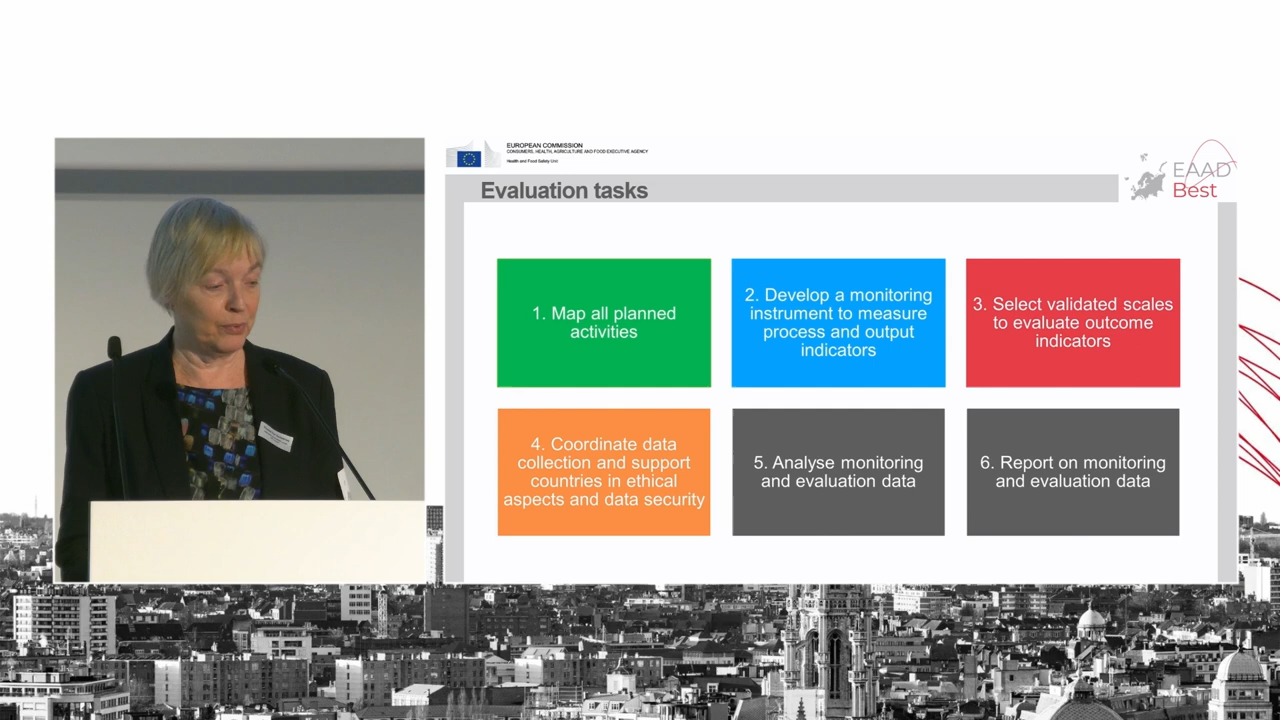 EUROPEAN COMMISSION
CONSUMERS, HEALTH, AGRICULTURE AND FOOD EXECUTIVE AGENCY
Health and Food Safety Unit
EAAD
Best
Evaluation tasks
1. Map all planned
activities
2. Develop a monitoring
instrument to measure
process and output
indicators
3. Select validated scales
to evaluate outcome
indicators
4. Coordinate data
collection and support
countries in ethical
aspects and data security
5. Analyse monitoring
and evaluation data
6. Report on monitoring
and evaluation data